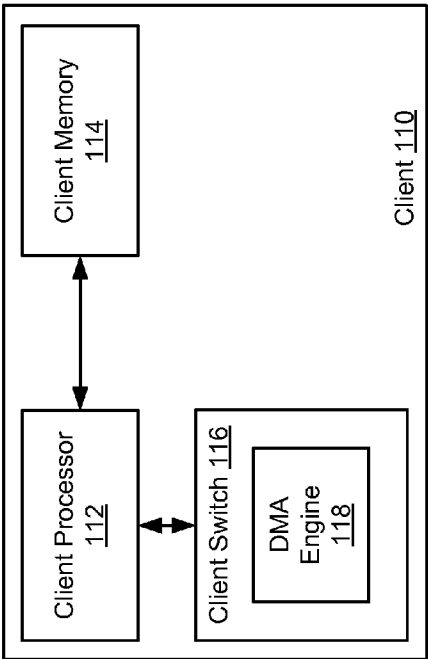 Client Processor
112
Client Memory
114
Client Switch 116
DMA
Engine
118
Client 110